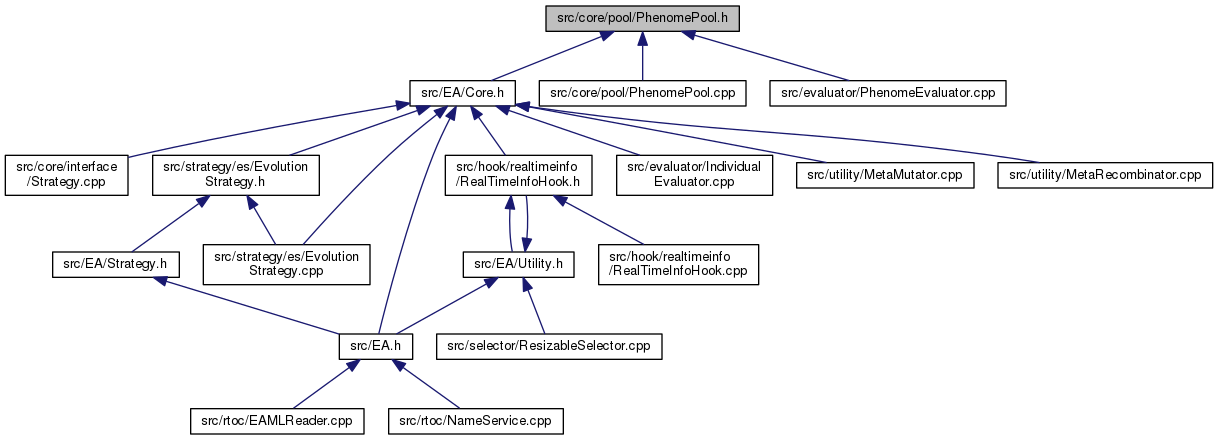 src/core/pool/PhenomePool.h
src/EA/Core.h
src/core/pool/PhenomePool.cpp
src/evaluator/PhenomeEvaluator.cpp
src/core/interface
/Strategy.cpp
src/strategy/es/Evolution
Strategy.h
src/hook/realtimeinfo
/RealTimeInfoHook.h
src/evaluator/Individual
Evaluator.cpp
src/utility/MetaMutator.cpp
src/utility/MetaRecombinator.cpp
src/EA/Strategy.h
src/strategy/es/Evolution
Strategy.cpp
src/EA/Utility.h
src/hook/realtimeinfo
/RealTimeInfoHook.cpp
src/EA.h
src/selector/ResizableSelector.cpp
src/rtoc/EAMLReader.cpp
src/rtoc/NameService.cpp